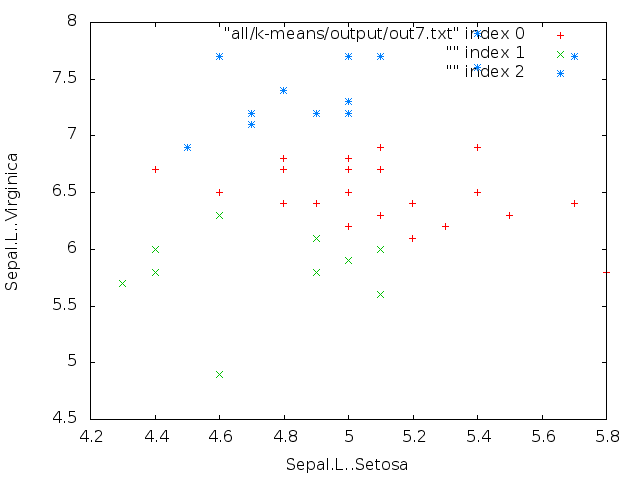 8
"all/k-means/output/out7.txt" index 0
"" index 1
"" index 2
7.5
7
6.5
6
5.5
5
4.5
Sepal.L..Virginica
4.2 4.4 4.6 4.8 5 5.2 5.4 5.6 5.8
Sepal.L..Setosa